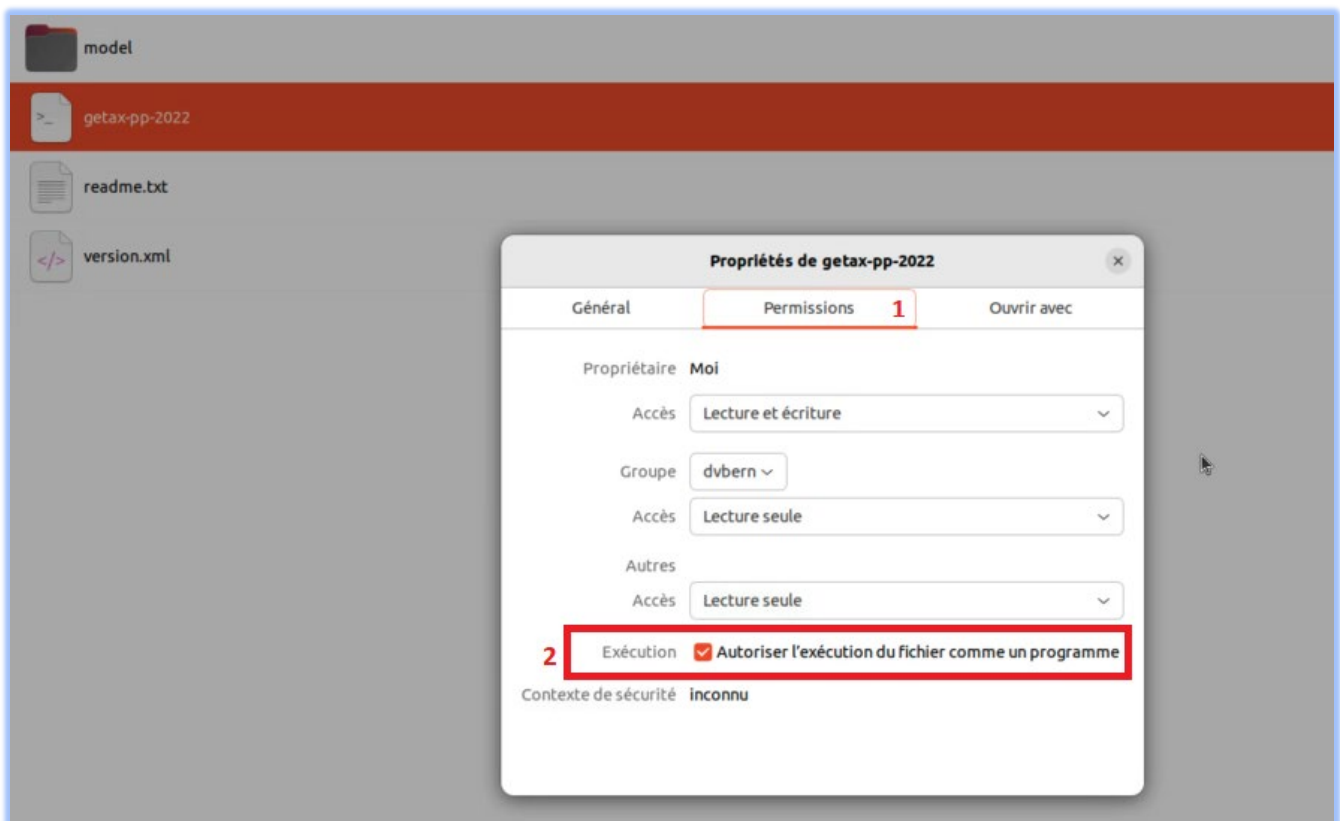 model
getax-pp-2022
readme.txt
version.xml
Propriétés de getax-pp-2022
Général Permissions 1 Ouvrir avec
Propriétaire Moi
Accès Lecture et écriture
Groupe dvbern
Accès Lecture seule
Autres
Accès Lecture seule
2 Exécution Autoriser l'exécution du fichier comme un programme
Contexte de sécurité inconnu